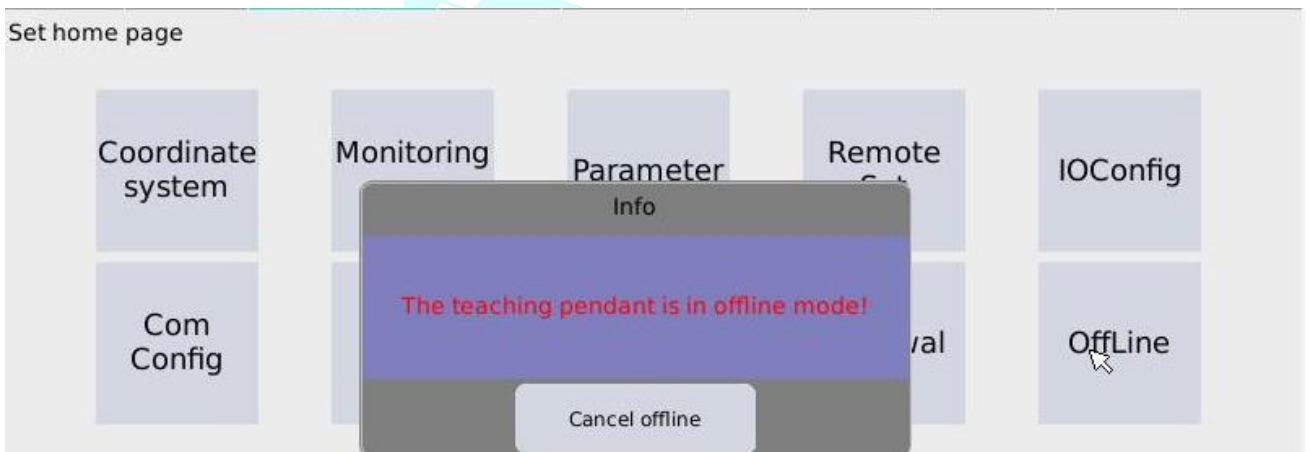 Set home page
Coordinate
system
Monitoring
Parameter
Remote
IOConfig
Info
The teaching pendant is in offline mode!
Com
Config
OffLine
Cancel offline